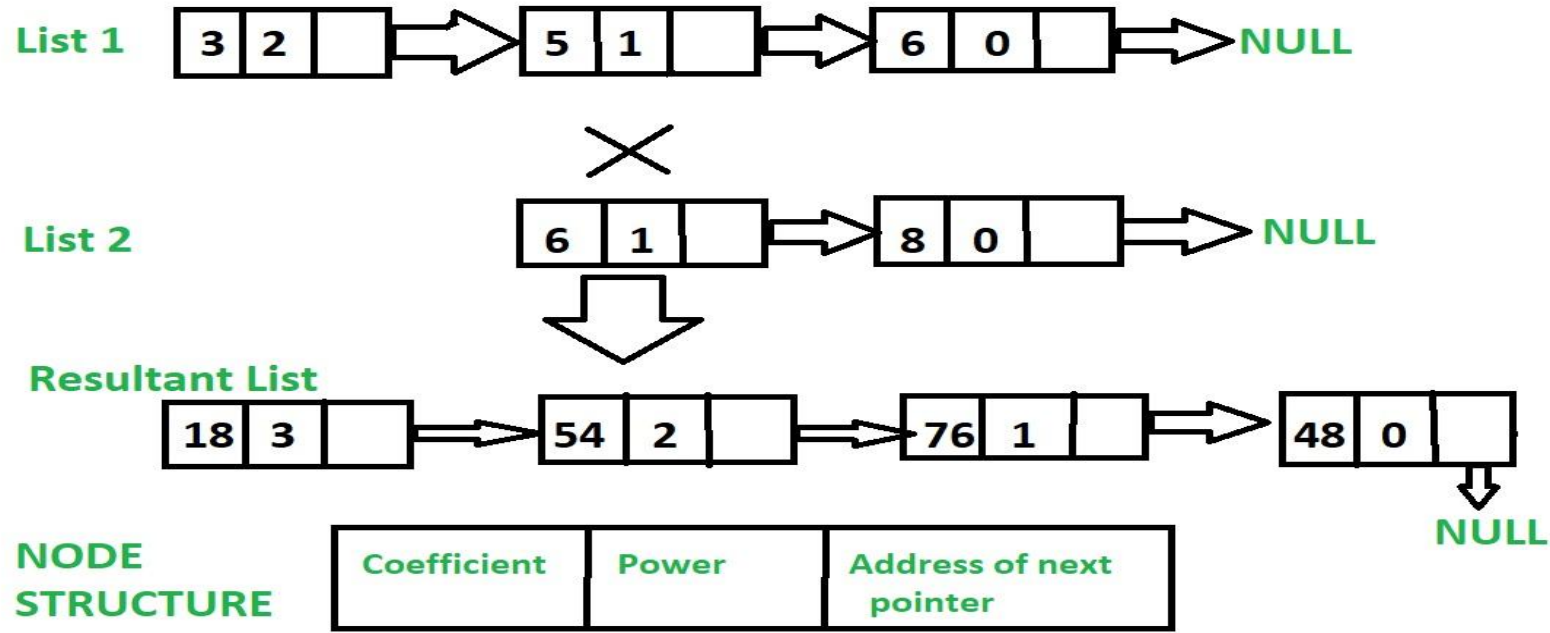 List 1 3 2 5 1 6 0 NULL
List 2 6 1 8 0 NULL
Resultant List
18 3 54 2 76 1 48 0
NULL
NODE STRUCTURE
Coefficient Power Address of next
pointer